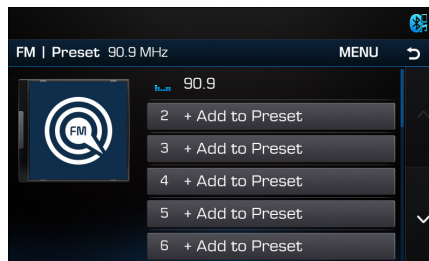 FM | Preset 90.9 MHz MENU
90.9
FM
2 + Add to Preset
3 + Add to Preset
4 + Add to Preset
5 + Add to Preset
6 + Add to Preset